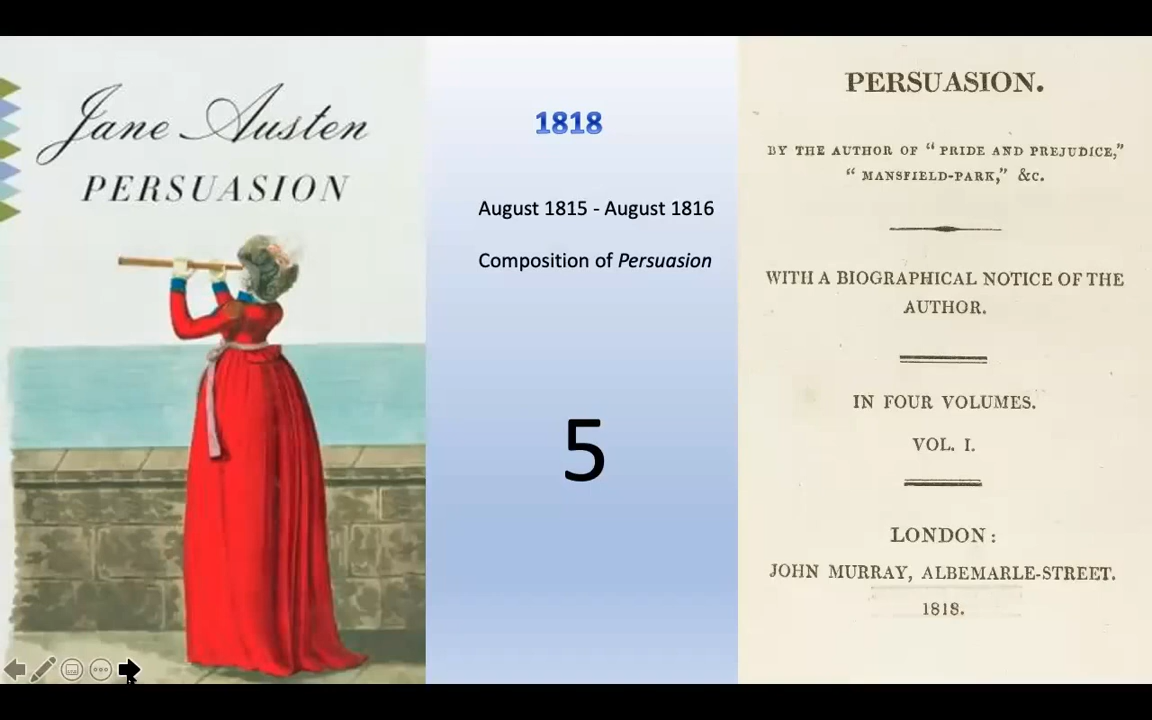 Jane Austen
PERSUASION
1818
August 1815 - August 1816
Composition of Persuasion
5
PERSUASION.
BY THE AUTHOR OF “ PRIDE AND PREJUDICE,”
“ MANSFIELD-PARK,” &c.
WITH A BIOGRAPHICAL NOTICE OF THE
AUTHOR.
IN FOUR VOLUMES.
VOL. I.
LONDON:
JOHN MURRAY, ALBEMARLE-STREET.
1818.